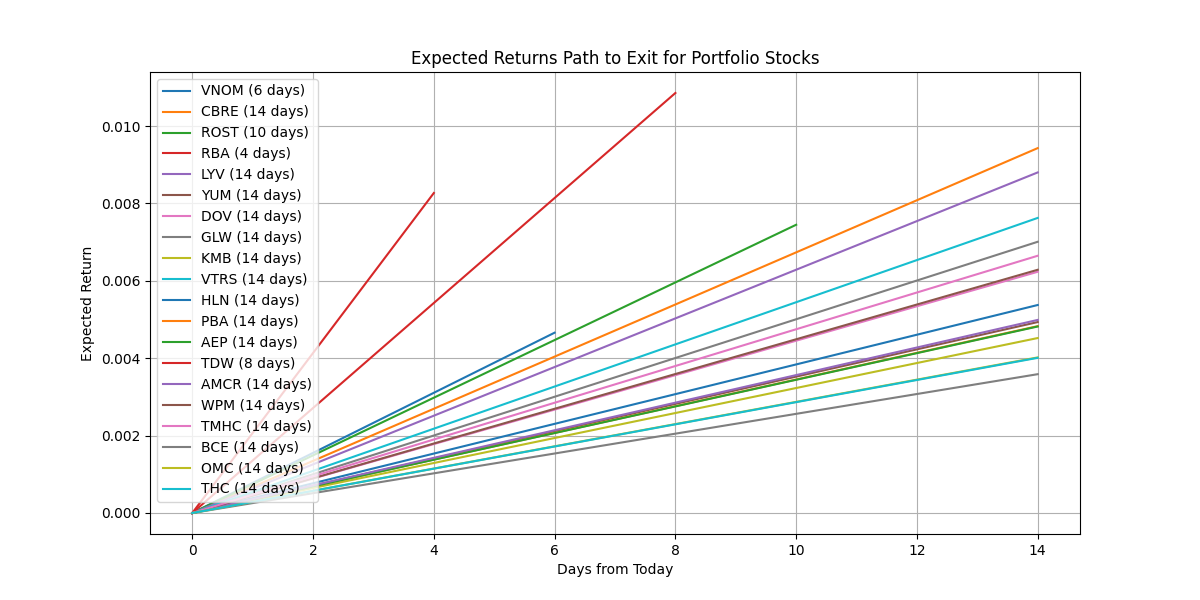 Expected Returns Path to Exit for Portfolio Stocks
VNOM (6 days)
CBRE (14 days)
ROST (10 days)
RBA (4 days)
LYV (14 days)
YUM (14 days)
DOV (14 days)
GLW (14 days)
KMB (14 days)
VTRS (14 days)
HLN (14 days)
PBA (14 days)
AEP (14 days)
TDW (8 days)
AMCR (14 days)
WPM (14 days)
TMHC (14 days)
BCE (14 days)
OMC (14 days)
THC (14 days)
0.010
0.008
0.006
0.004
0.002
0.000
Expected Return
0 2 4 6 8 10 12 14
Days from Today